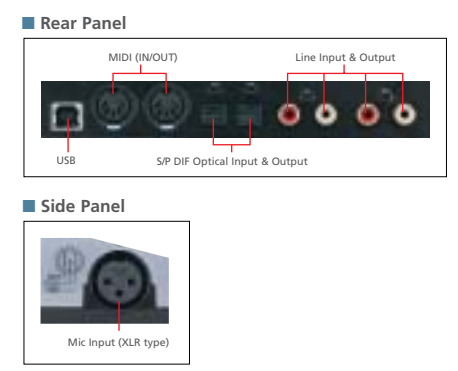 Rear Panel
MIDI (IN/OUT)
Line Input & Output
USB
S/P DIF Optical Input & Output
Side Panel
Mic Input (XLR type)